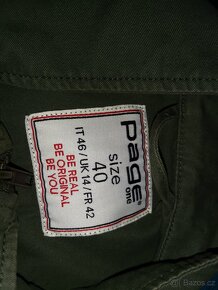 page®
one
size
40
IT 46 / UK 14 / FR 42
BE REAL
BE ORIGINAL
BE YOU
Bazos.cz